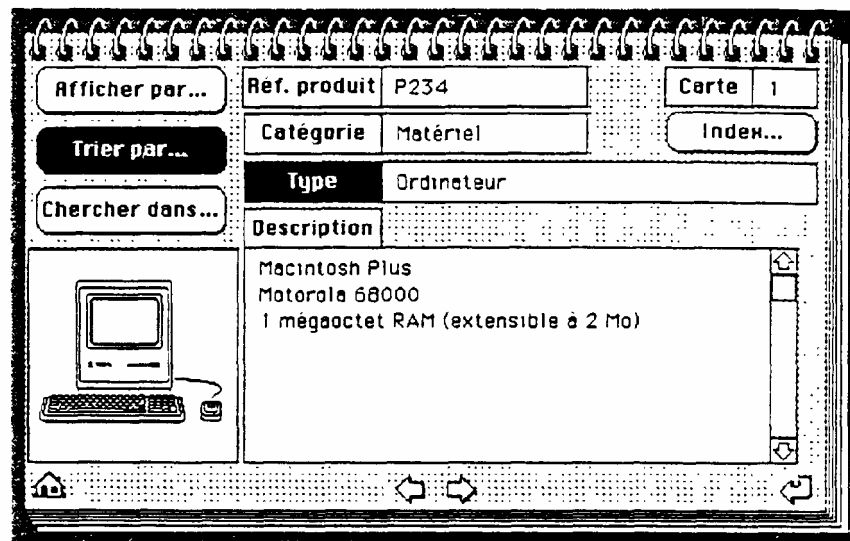 Afficher par...
Réf. produit P234
Carte 1
Trier par...
Catégorie Matériel
Index...
Type Ordinateur
Chercher dans...
Description
Macintosh Plus
Motorola 68000
1 mégaoctet RAM (extensible à 2 Mo)